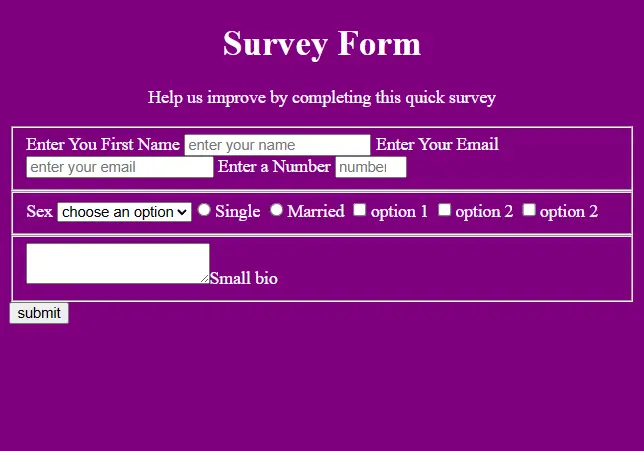 Survey Form
Help us improve by completing this quick survey
Enter You First Name enter your name Enter Your Email
enter your email Enter a Number number
Sex choose an option Single Married option 1 option 2 option 2
Small bio
submit